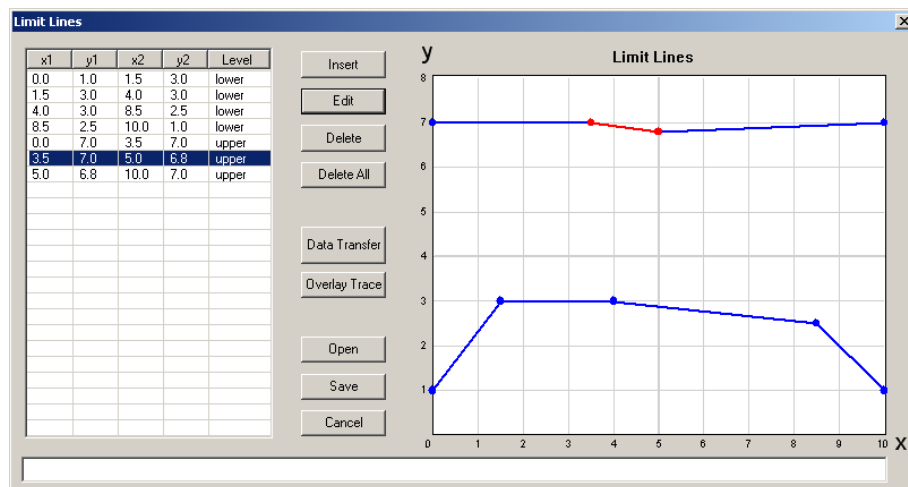 Limit Lines
x1 y1 x2 y2 Level
0.0 1.0 1.5 3.0 lower
1.5 3.0 4.0 3.0 lower
4.0 3.0 8.5 2.5 lower
8.5 2.5 10.0 1.0 lower
0.0 7.0 3.5 7.0 upper
3.5 7.0 5.0 6.8 upper
5.0 6.8 10.0 7.0 upper
Insert
Edit
Delete
Delete All
Data Transfer
Overlay Trace
Open
Save
Cancel
y
Limit Lines
8
7
6
5
4
3
2
1
0 1 2 3 4 5 6 7 8 9 10 X